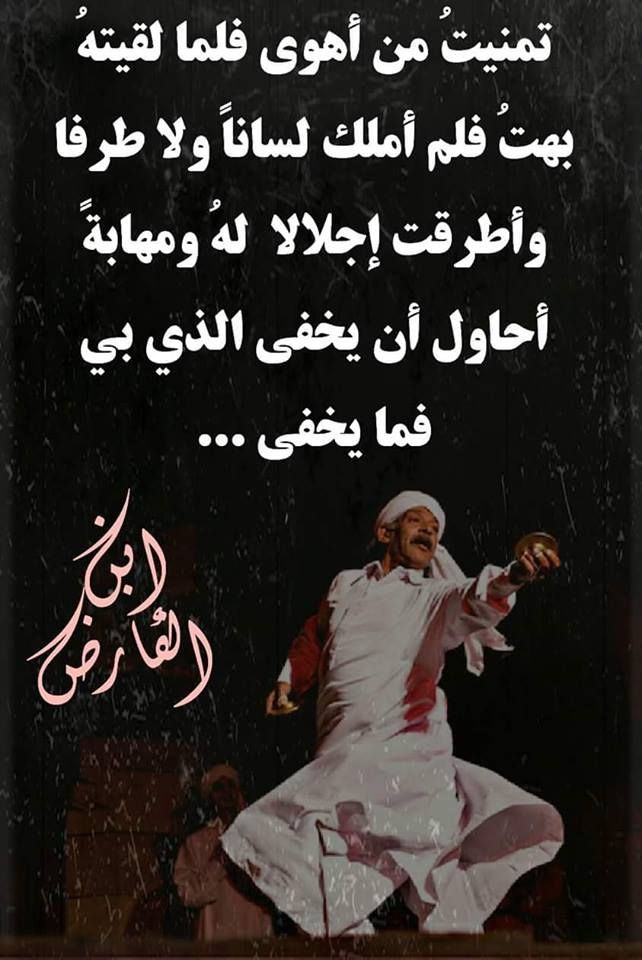 تمنيتُ من أهوى فلما لقيتهُ
بهتُ فلم أملك لساناً ولا طرفا
وأطرقت إجلالا لهُ ومهابةً
أحاول أن يخفى الذي بي
فما يخفى ...
ابن
الفارض